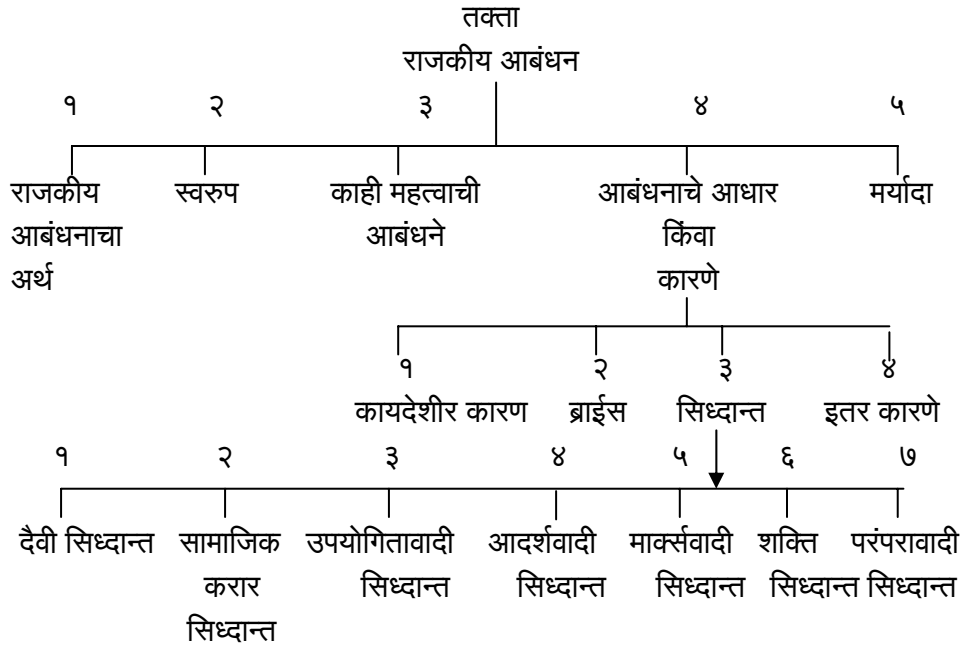 तक्ता
राजकीय आबंधन
१ २ ३ ४ ५
राजकीय स्वरुप काही महत्वाची आबंधनाचे आधार मर्यादा
आबंधनाचा आबंधने किंवा
अर्थ कारणे
१ २ ३ ४
कायदेशीर कारण ब्राईस सिध्दान्त इतर कारणे
१ २ ३ ४ ५ ६ ७
दैवी सिध्दान्त सामाजिक उपयोगितावादी आदर्शवादी मार्क्सवादी शक्ति परंपरावादी
करार सिध्दान्त सिध्दान्त सिध्दान्त सिध्दान्त सिध्दान्त
सिध्दान्त